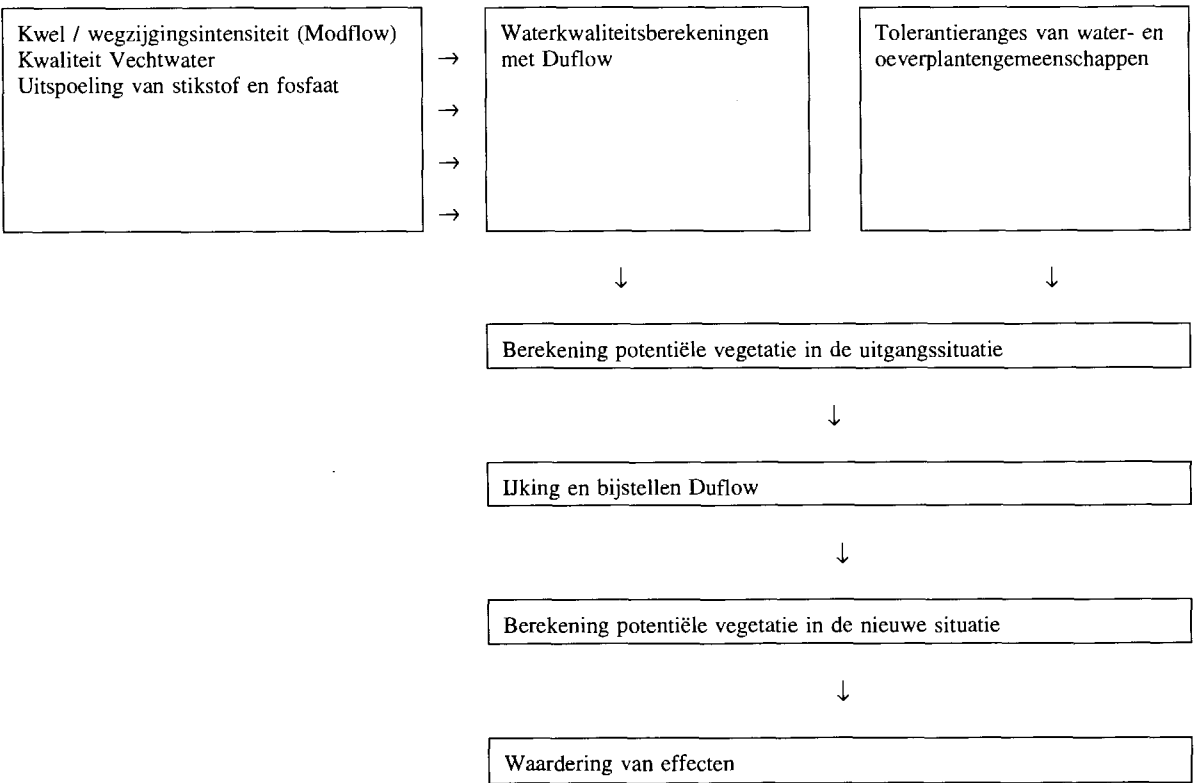 Kwel / wegzijgingsintensiteit (Modflow)
Kwaliteit Vechtwater
Uitspoeling van stikstof en fosfaat
→
→
→
→
Waterkwaliteitsberekeningen
met Duflow
Tolerantieranges van water- en
oeverplantengemeenschappen
↓
↓
Berekening potentiële vegetatie in de uitgangssituatie
↓
IJking en bijstellen Duflow
↓
Berekening potentiële vegetatie in de nieuwe situatie
↓
Waardering van effecten